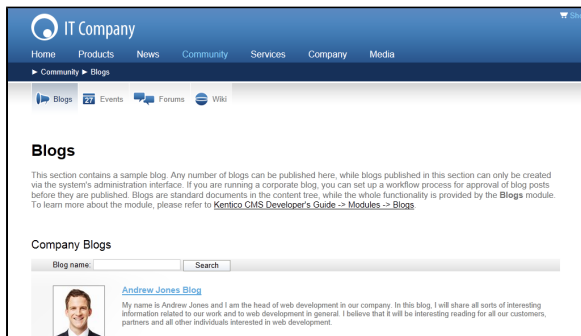 Sh
IT Company
Home Products News Community Services Company Media
► Community ► Blogs
Blogs 27 Events Forums Wiki
Blogs
This section contains a sample blog. Any number of blogs can be published here, while blogs published in this section can only be created
via the system's administration interface. If you are running a corporate blog, you can set up a workflow process for approval of blog posts
before they are published. Blogs are standard documents in the content tree, while the whole functionality is provided by the Blogs module.
To learn more about the module, please refer to Kentico CMS Developer's Guide -> Modules -> Blogs.
Company Blogs
Blog name: Search
Andrew Jones Blog
My name is Andrew Jones and I am the head of web development in our company. In this blog, I will share all sorts of interesting
information related to our work and to web development in general. I believe that it will be interesting reading for all our customers,
partners and all other individuals interested in web development.